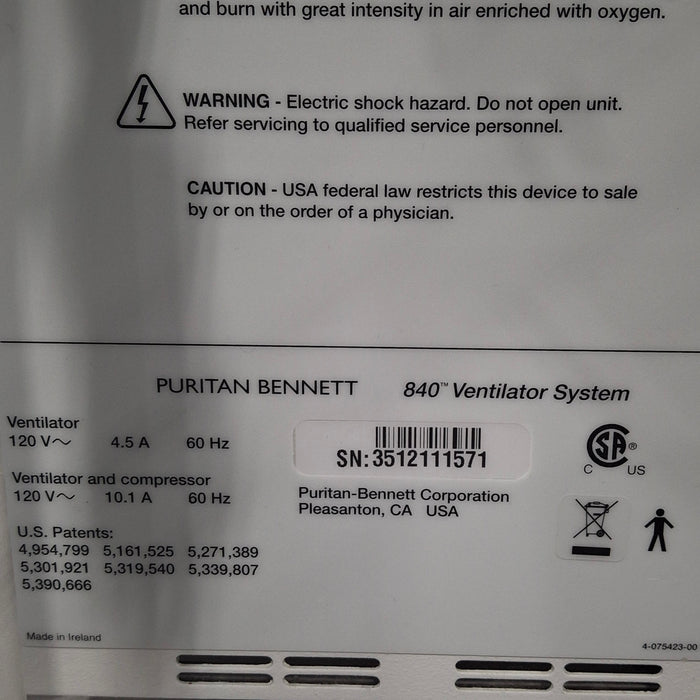 and burn with great intensity in air enriched with oxygen.
WARNING - Electric shock hazard. Do not open unit.
Refer servicing to qualified service personnel.
CAUTION - USA federal law restricts this device to sale
by or on the order of a physician.
PURITAN BENNETT 840™ Ventilator System
Ventilator
120 V~ 4.5 A 60 Hz
Ventilator and compressor
120 V~ 10.1 A 60 Hz
SN:3512111571
Puritan-Bennett Corporation
Pleasanton, CA USA
SA®
C US
U.S. Patents:
4,954,799 5,161,525 5,271,389
5,301,921 5,319,540 5,339,807
5,390,666
Made in Ireland
4-075423-00